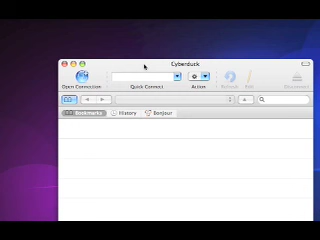 Cyberduck
Open Connection Quick Connect Action Refresh Edit Disconnect
Bookmarks History Bonjour